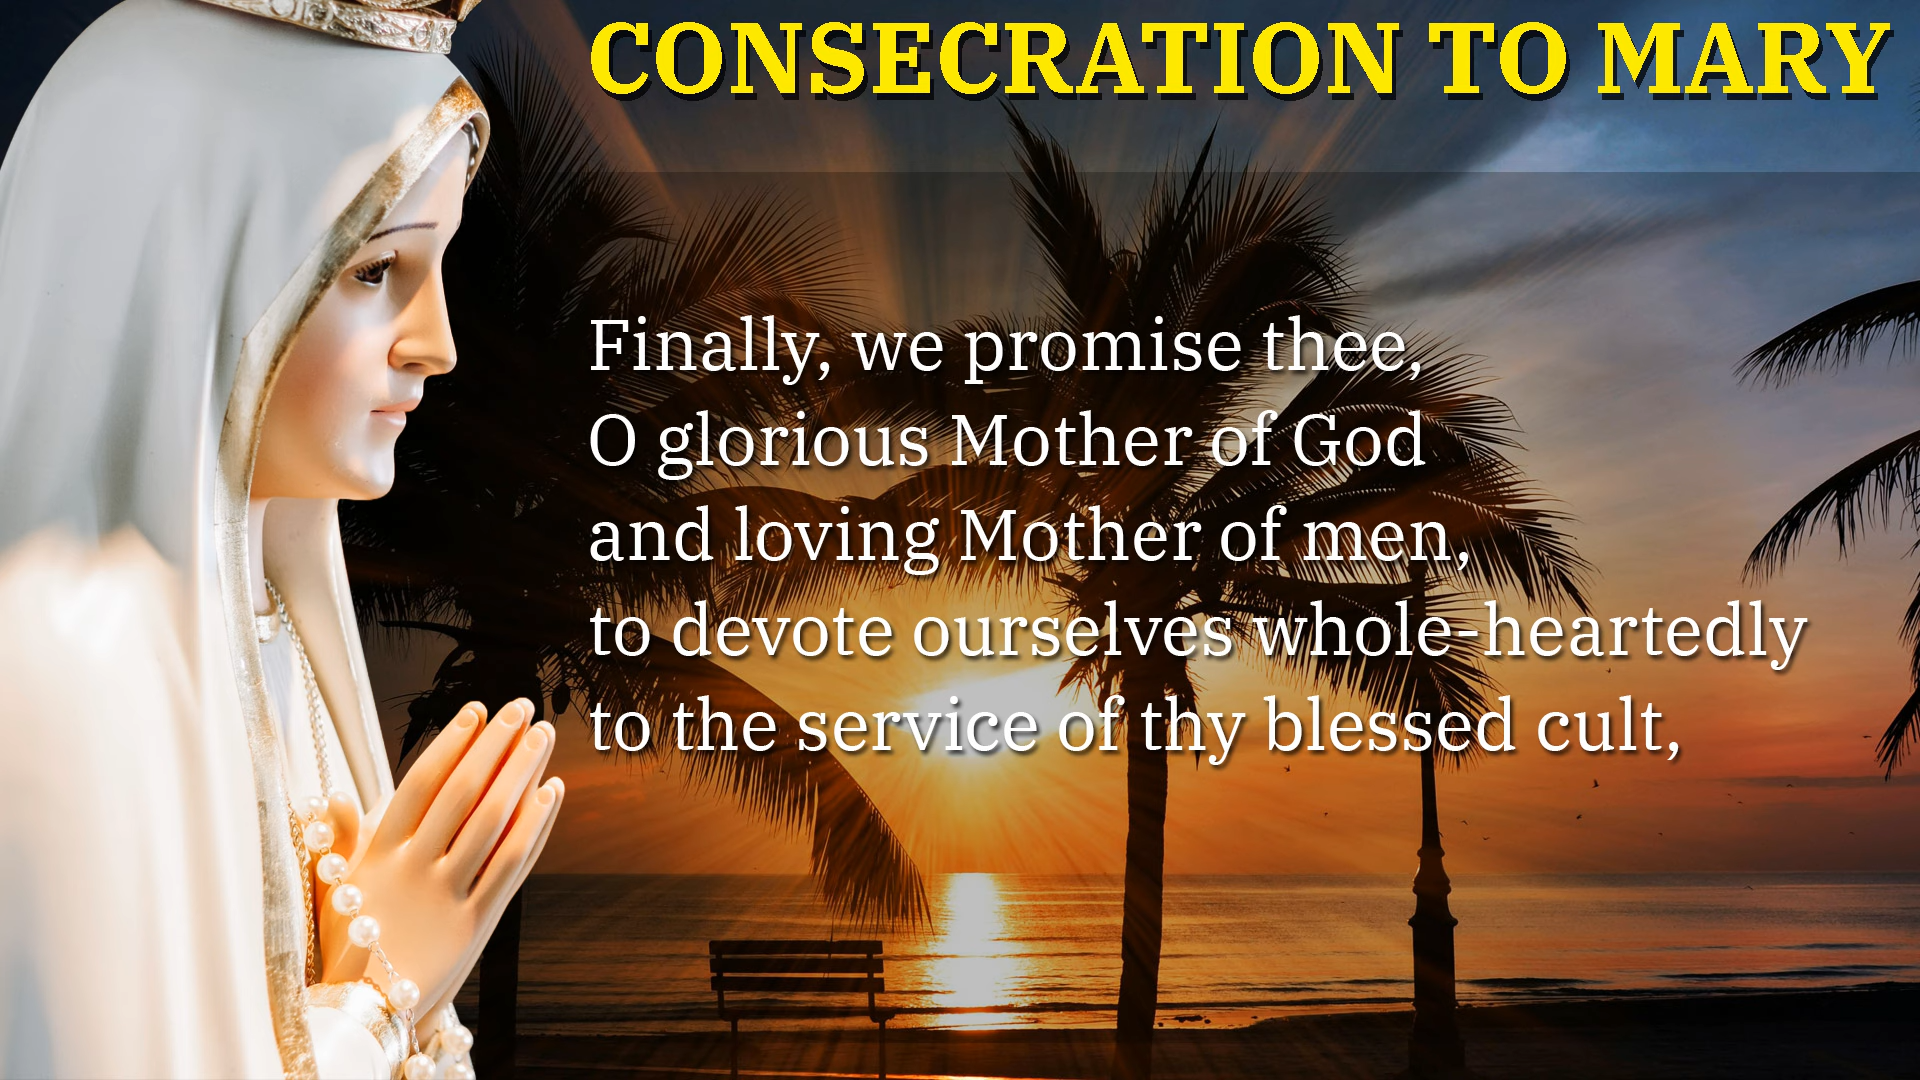 CONSECRATION TO MARY
Finally, we promise thee,
O glorious Mother of God
and loving Mother of men,
to devote ourselves whole-heartedly
to the service of thy blessed cult,